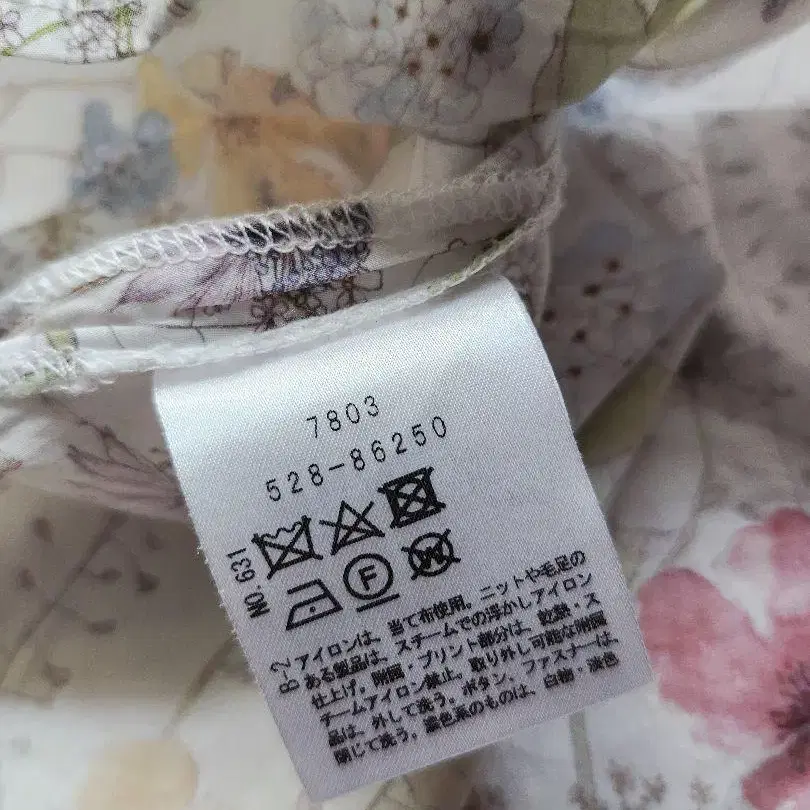 7803
528-86250
NO.631
F
W
B-2
アイロンは、当て布使用。ニットや毛足の
ある製品は、スチームでの浮かしアイロン
仕上げ。樹脂・プリント部分は、乾熱・ス
チームアイロン禁止。取り外し可能な附属
品は、外して洗う。ボタン、ファスナーは、
閉じて洗う。濃色系のものは、白物・淡色